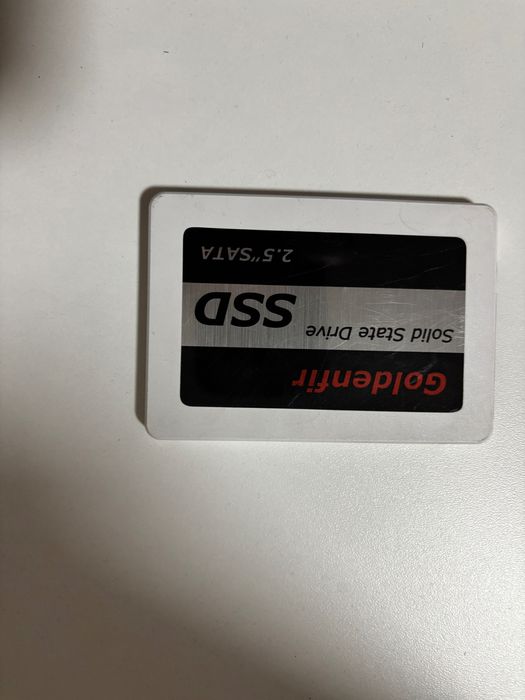 Goldenfir
Solid State Drive SSD
2.5"SATA